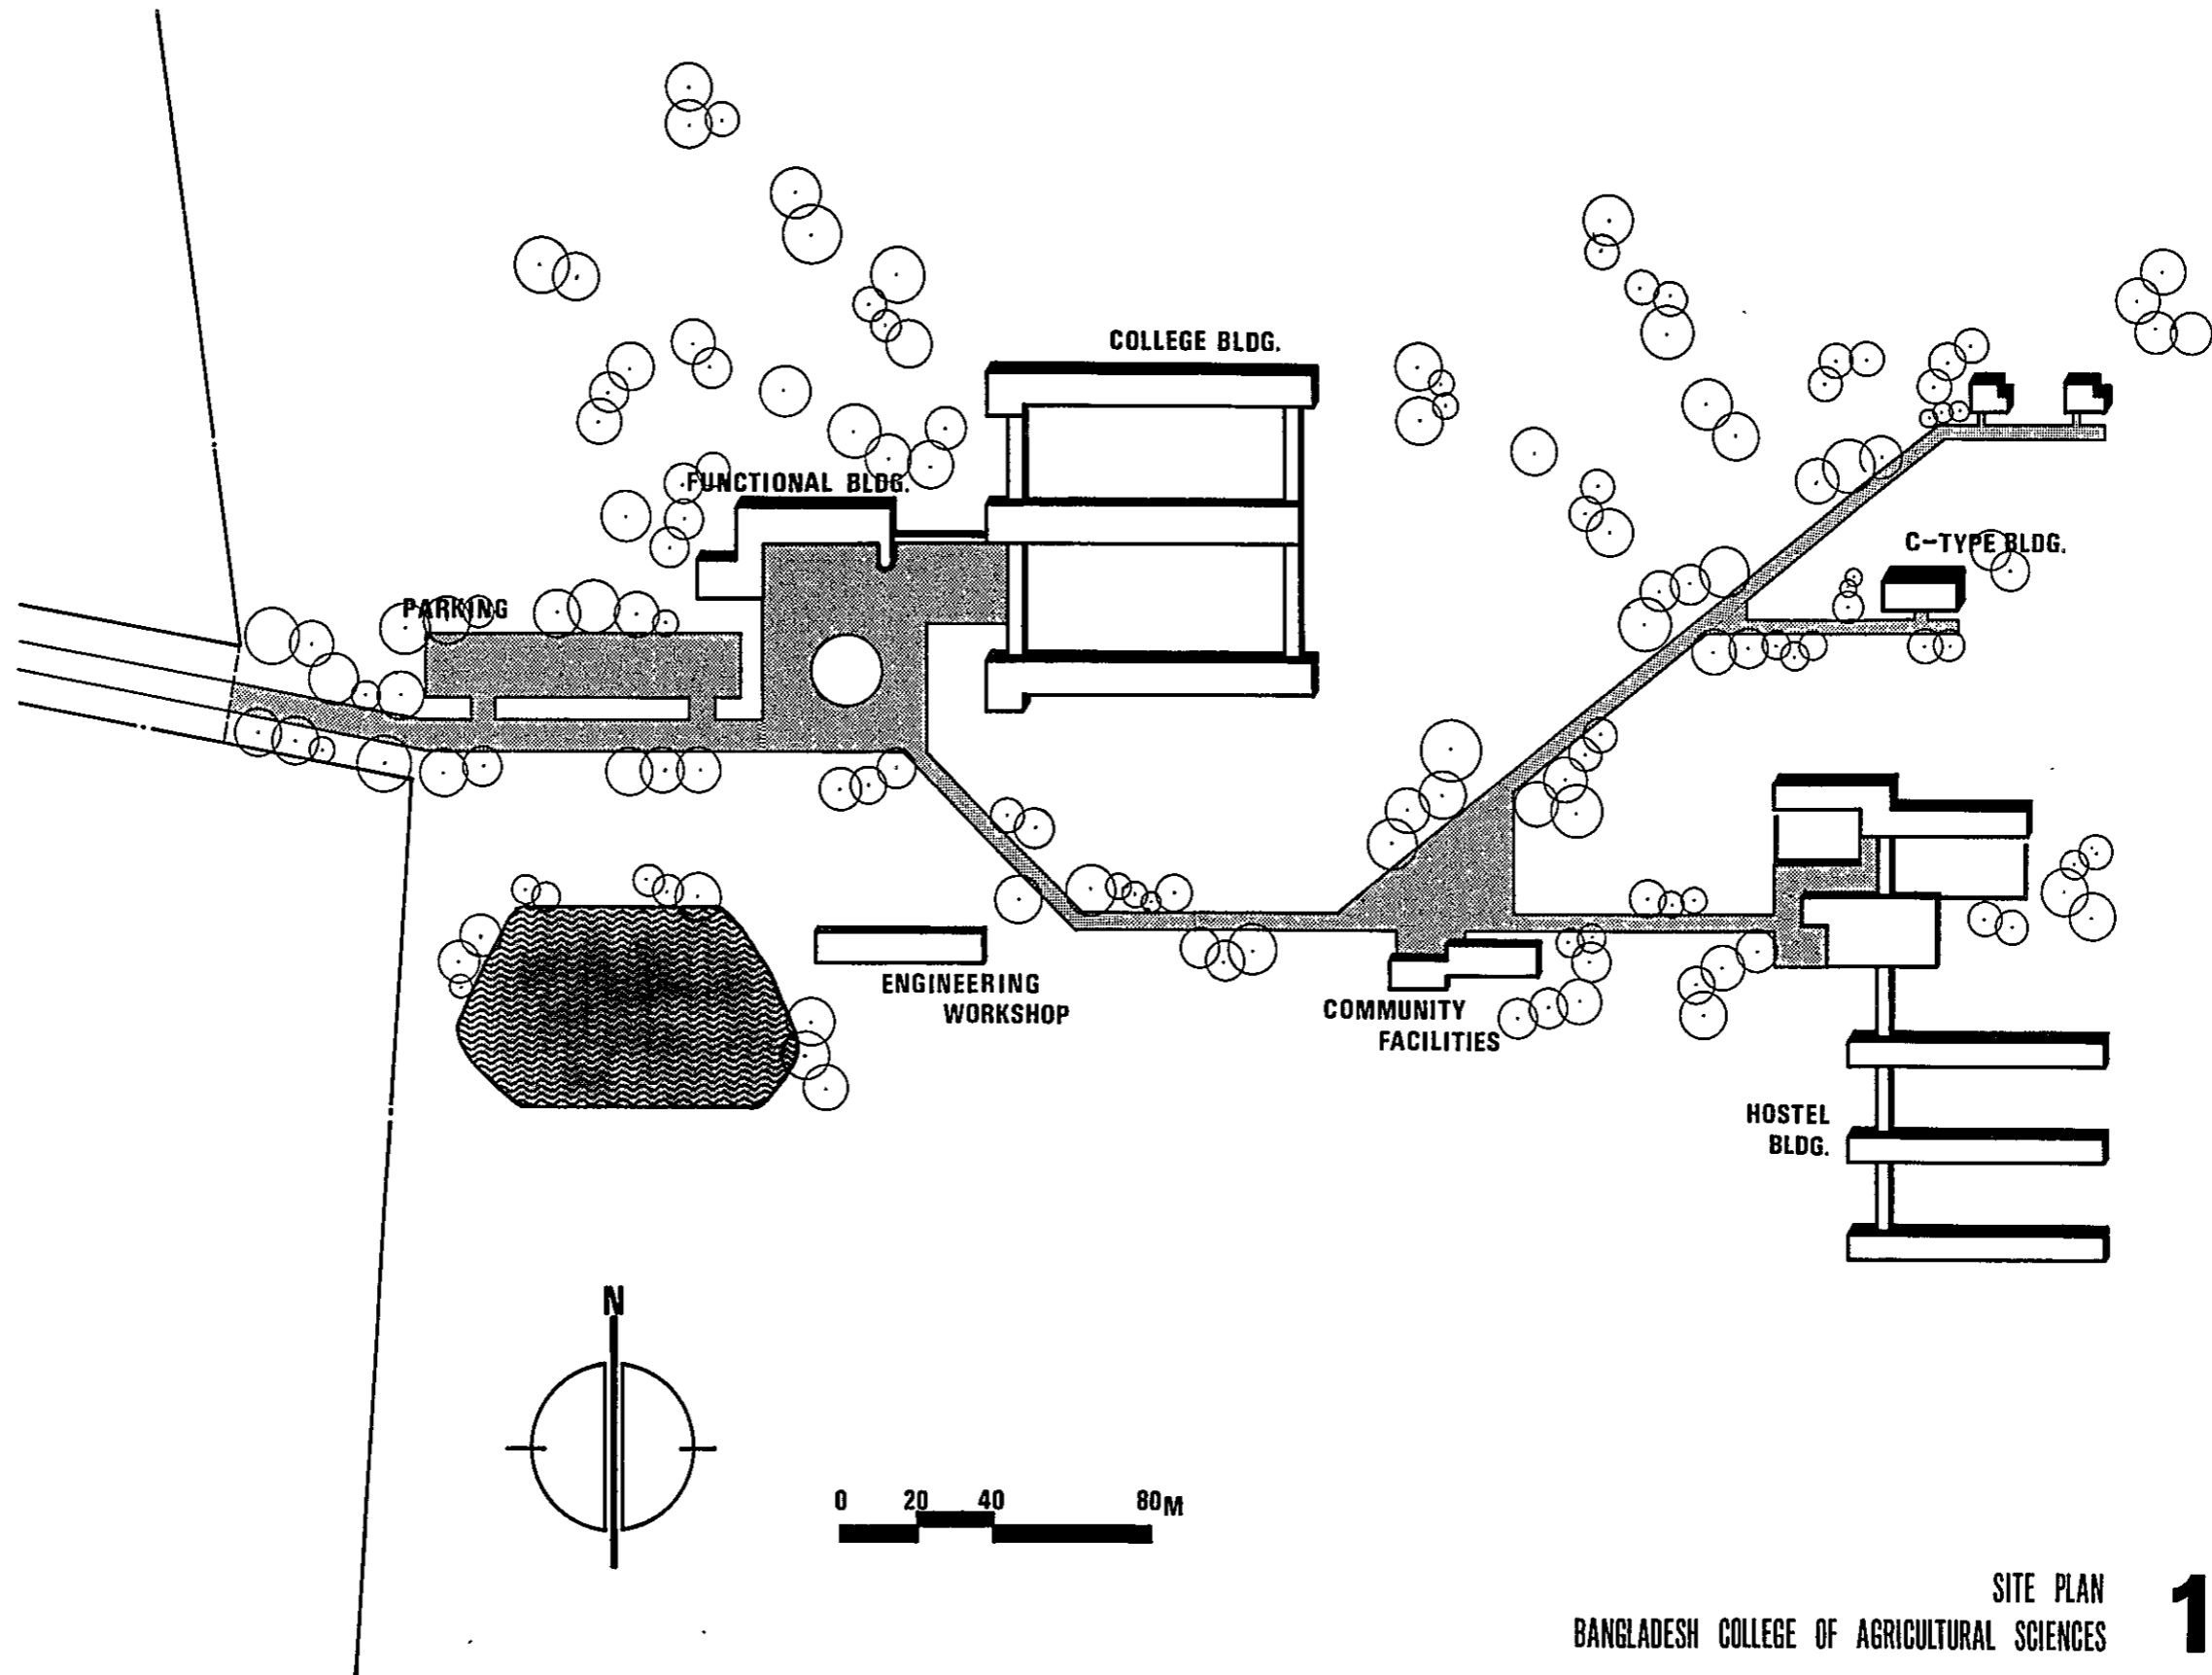 COLLEGE BLDG.
FUNCTIONAL BLDG.
C-TYPE BLDG.
PARKING
ENGINEERING
WORKSHOP
COMMUNITY
FACILITIES
HOSTEL
BLDG.
N
0 20 40 80M
SITE PLAN
BANGLADESH COLLEGE OF AGRICULTURAL SCIENCES
1